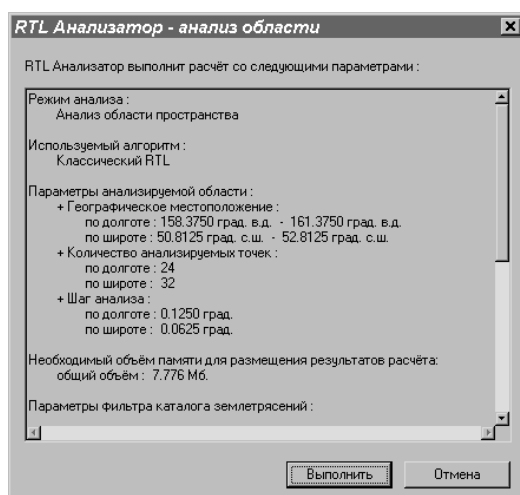 RTL Анализатор - анализ области
RTL Анализатор выполнит расчёт со следующими параметрами :
Режим анализа :
Анализ области пространства
Используемый алгоритм :
Классический RTL
Параметры анализируемой области :
+ Географическое местоположение :
по долготе : 158.3750 град. в.д. - 161.3750 град. в.д.
по широте : 50.8125 град. с.ш. - 52.8125 град. с.ш.
+ Количество анализируемых точек :
по долготе : 24
по широте : 32
+ Шаг анализа :
по долготе : 0.1250 град.
по широте : 0.0625 град.
Необходимый объём памяти для размещения результатов расчёта:
общий объём : 7.776 Мб.
Параметры фильтра каталога землетрясений :
Выполнить
Отмена